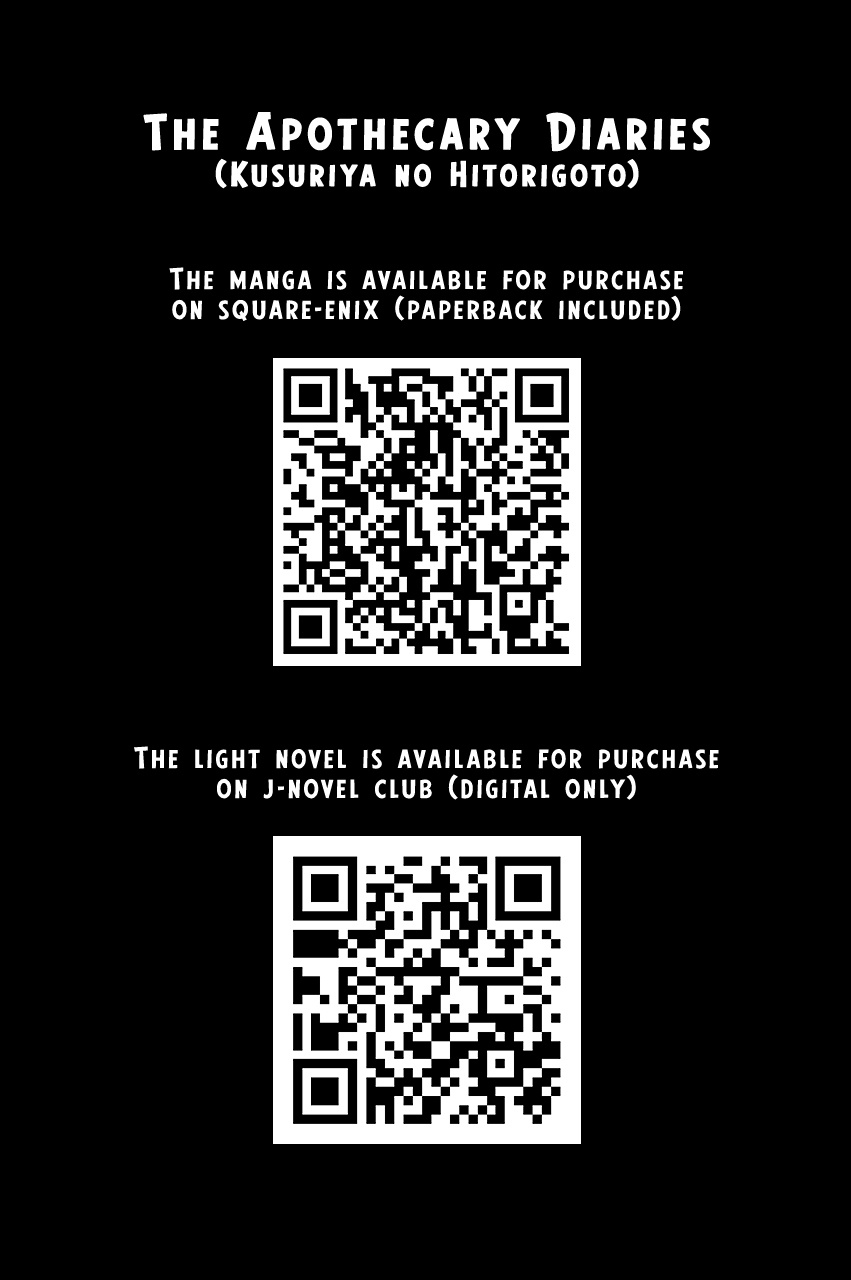 The Apothecary Diaries
(Kusuriya no Hitorigoto)
The manga is available for purchase
on square-enix (paperback included)
The light novel is available for purchase
on j-novel club (digital only)